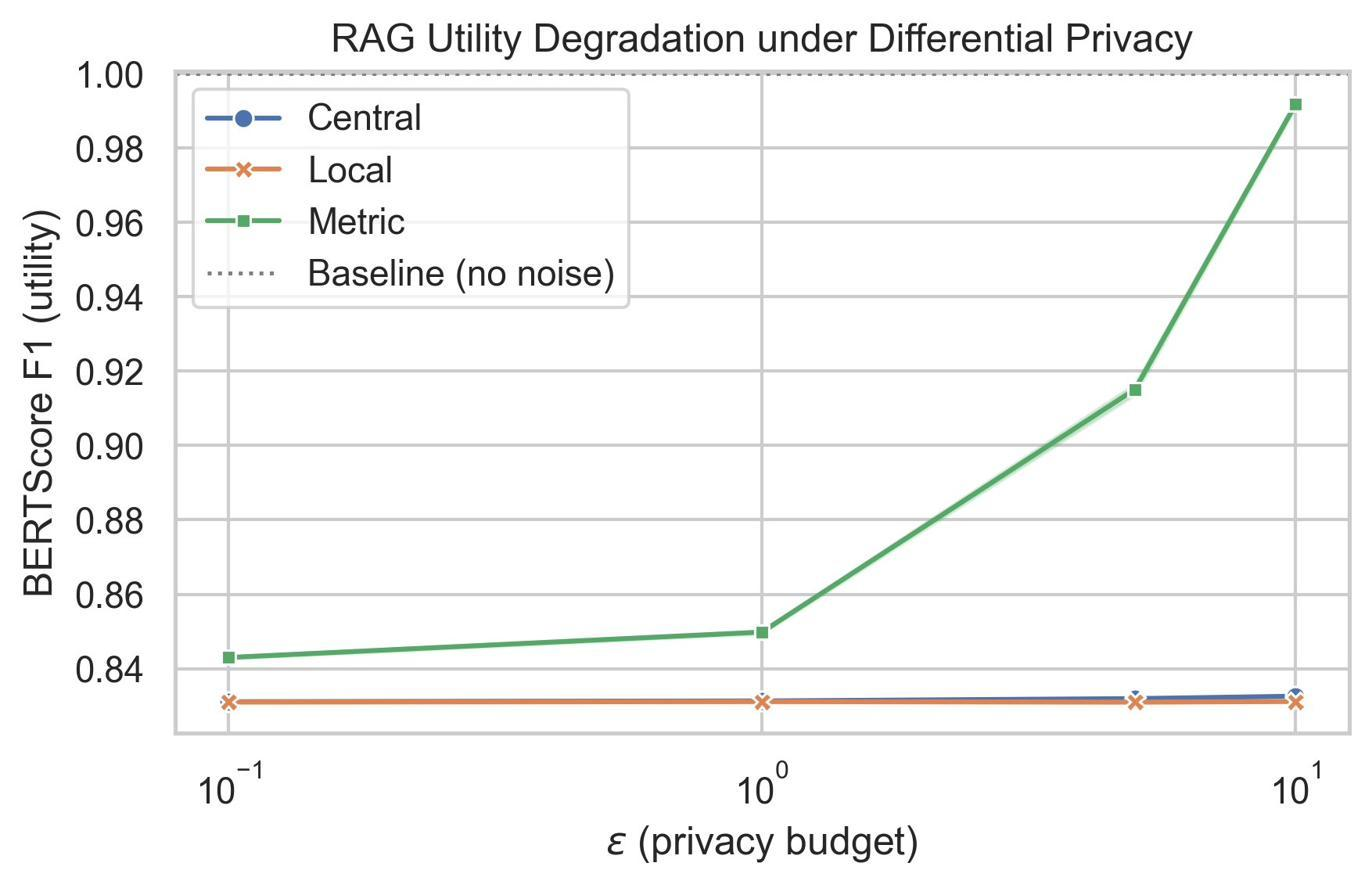 RAG Utility Degradation under Differential Privacy
1.00
0.98
0.96
0.94
0.92
0.90
0.88
0.86
0.84
BERTScore F1 (utility)
Central
Local
Metric
Baseline (no noise)
10⁻¹
10⁰
10¹
ε (privacy budget)